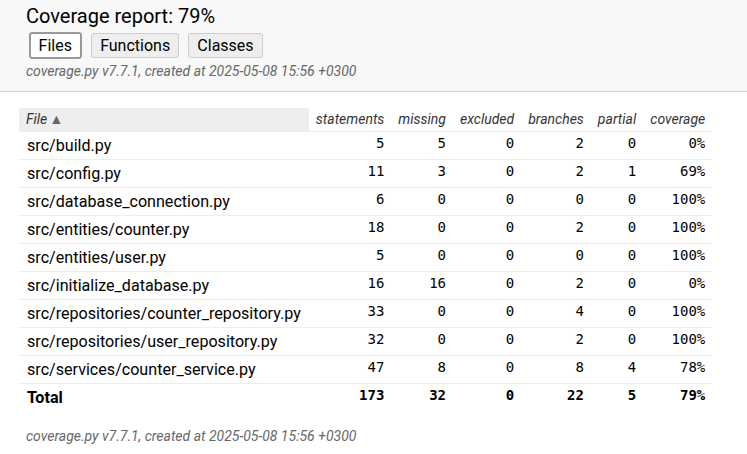 Coverage report: 79%
Files Functions Classes
coverage.py v7.7.1, created at 2025-05-08 15:56 +0300
File ▲ statements missing excluded branches partial coverage
src/build.py 5 5 0 2 0 0%
src/config.py 11 3 0 2 1 69%
src/database_connection.py 6 0 0 0 0 100%
src/entities/counter.py 18 0 0 2 0 100%
src/entities/user.py 5 0 0 0 0 100%
src/initialize_database.py 16 16 0 2 0 0%
src/repositories/counter_repository.py 33 0 0 4 0 100%
src/repositories/user_repository.py 32 0 0 2 0 100%
src/services/counter_service.py 47 8 0 8 4 78%
Total 173 32 0 22 5 79%
coverage.py v7.7.1, created at 2025-05-08 15:56 +0300